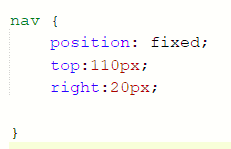 nav {
    position: fixed;
    top:110px;
    right:20px;

}